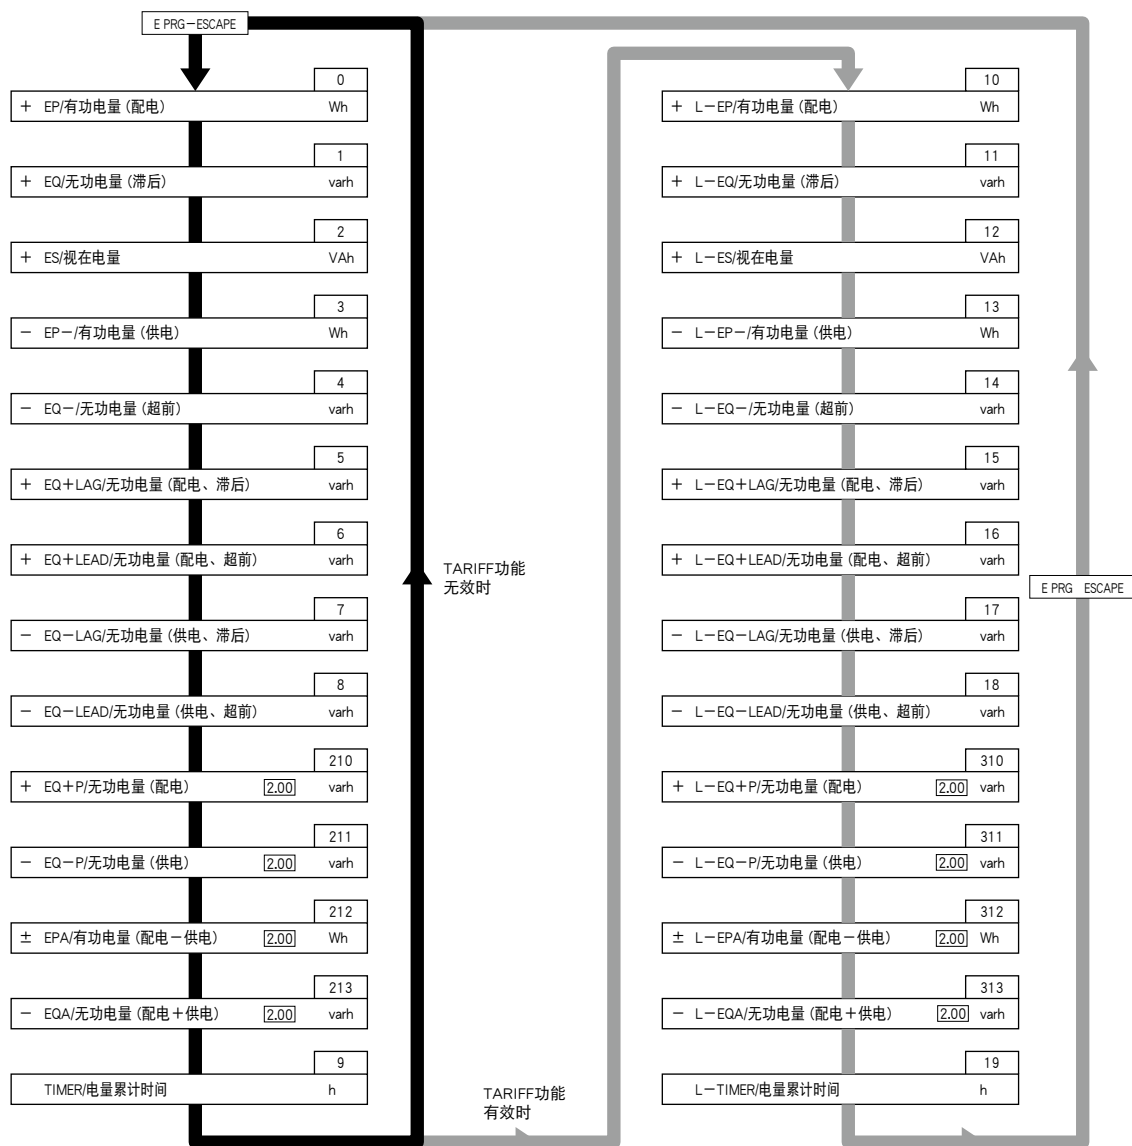 E PRG－ESCAPE
0
＋ EP/有功电量（配电） Wh
1
＋ EQ/无功电量（滞后） varh
2
＋ ES/视在电量 VAh
3
－ EP－/有功电量（供电） Wh
4
－ EQ－/无功电量（超前） varh
5
＋ EQ＋LAG/无功电量（配电、滞后） varh
6
＋ EQ＋LEAD/无功电量（配电、超前） varh
7
－ EQ－LAG/无功电量（供电、滞后） varh
8
－ EQ－LEAD/无功电量（供电、超前） varh
210
＋ EQ＋P/无功电量（配电） 2.00 varh
211
－ EQ－P/无功电量（供电） 2.00 varh
212
± EPA/有功电量（配电－供电） 2.00 Wh
213
－ EQA/无功电量（配电＋供电） 2.00 varh
9
TIMER/电量累计时间 h
TARIFF功能
无效时
TARIFF功能
有效时
10
＋ L－EP/有功电量（配电） Wh
11
＋ L－EQ/无功电量（滞后） varh
12
＋ L－ES/视在电量 VAh
13
－ L－EP－/有功电量（供电） Wh
14
－ L－EQ－/无功电量（超前） varh
15
＋ L－EQ＋LAG/无功电量（配电、滞后） varh
16
＋ L－EQ＋LEAD/无功电量（配电、超前） varh
17
－ L－EQ－LAG/无功电量（供电、滞后） varh
18
－ L－EQ－LEAD/无功电量（供电、超前） varh
310
＋ L－EQ＋P/无功电量（配电） 2.00 varh
311
－ L－EQ－P/无功电量（供电） 2.00 varh
312
± L－EPA/有功电量（配电－供电） 2.00 Wh
313
－ L－EQA/无功电量（配电＋供电） 2.00 varh
19
L－TIMER/电量累计时间 h
E PRG ESCAPE